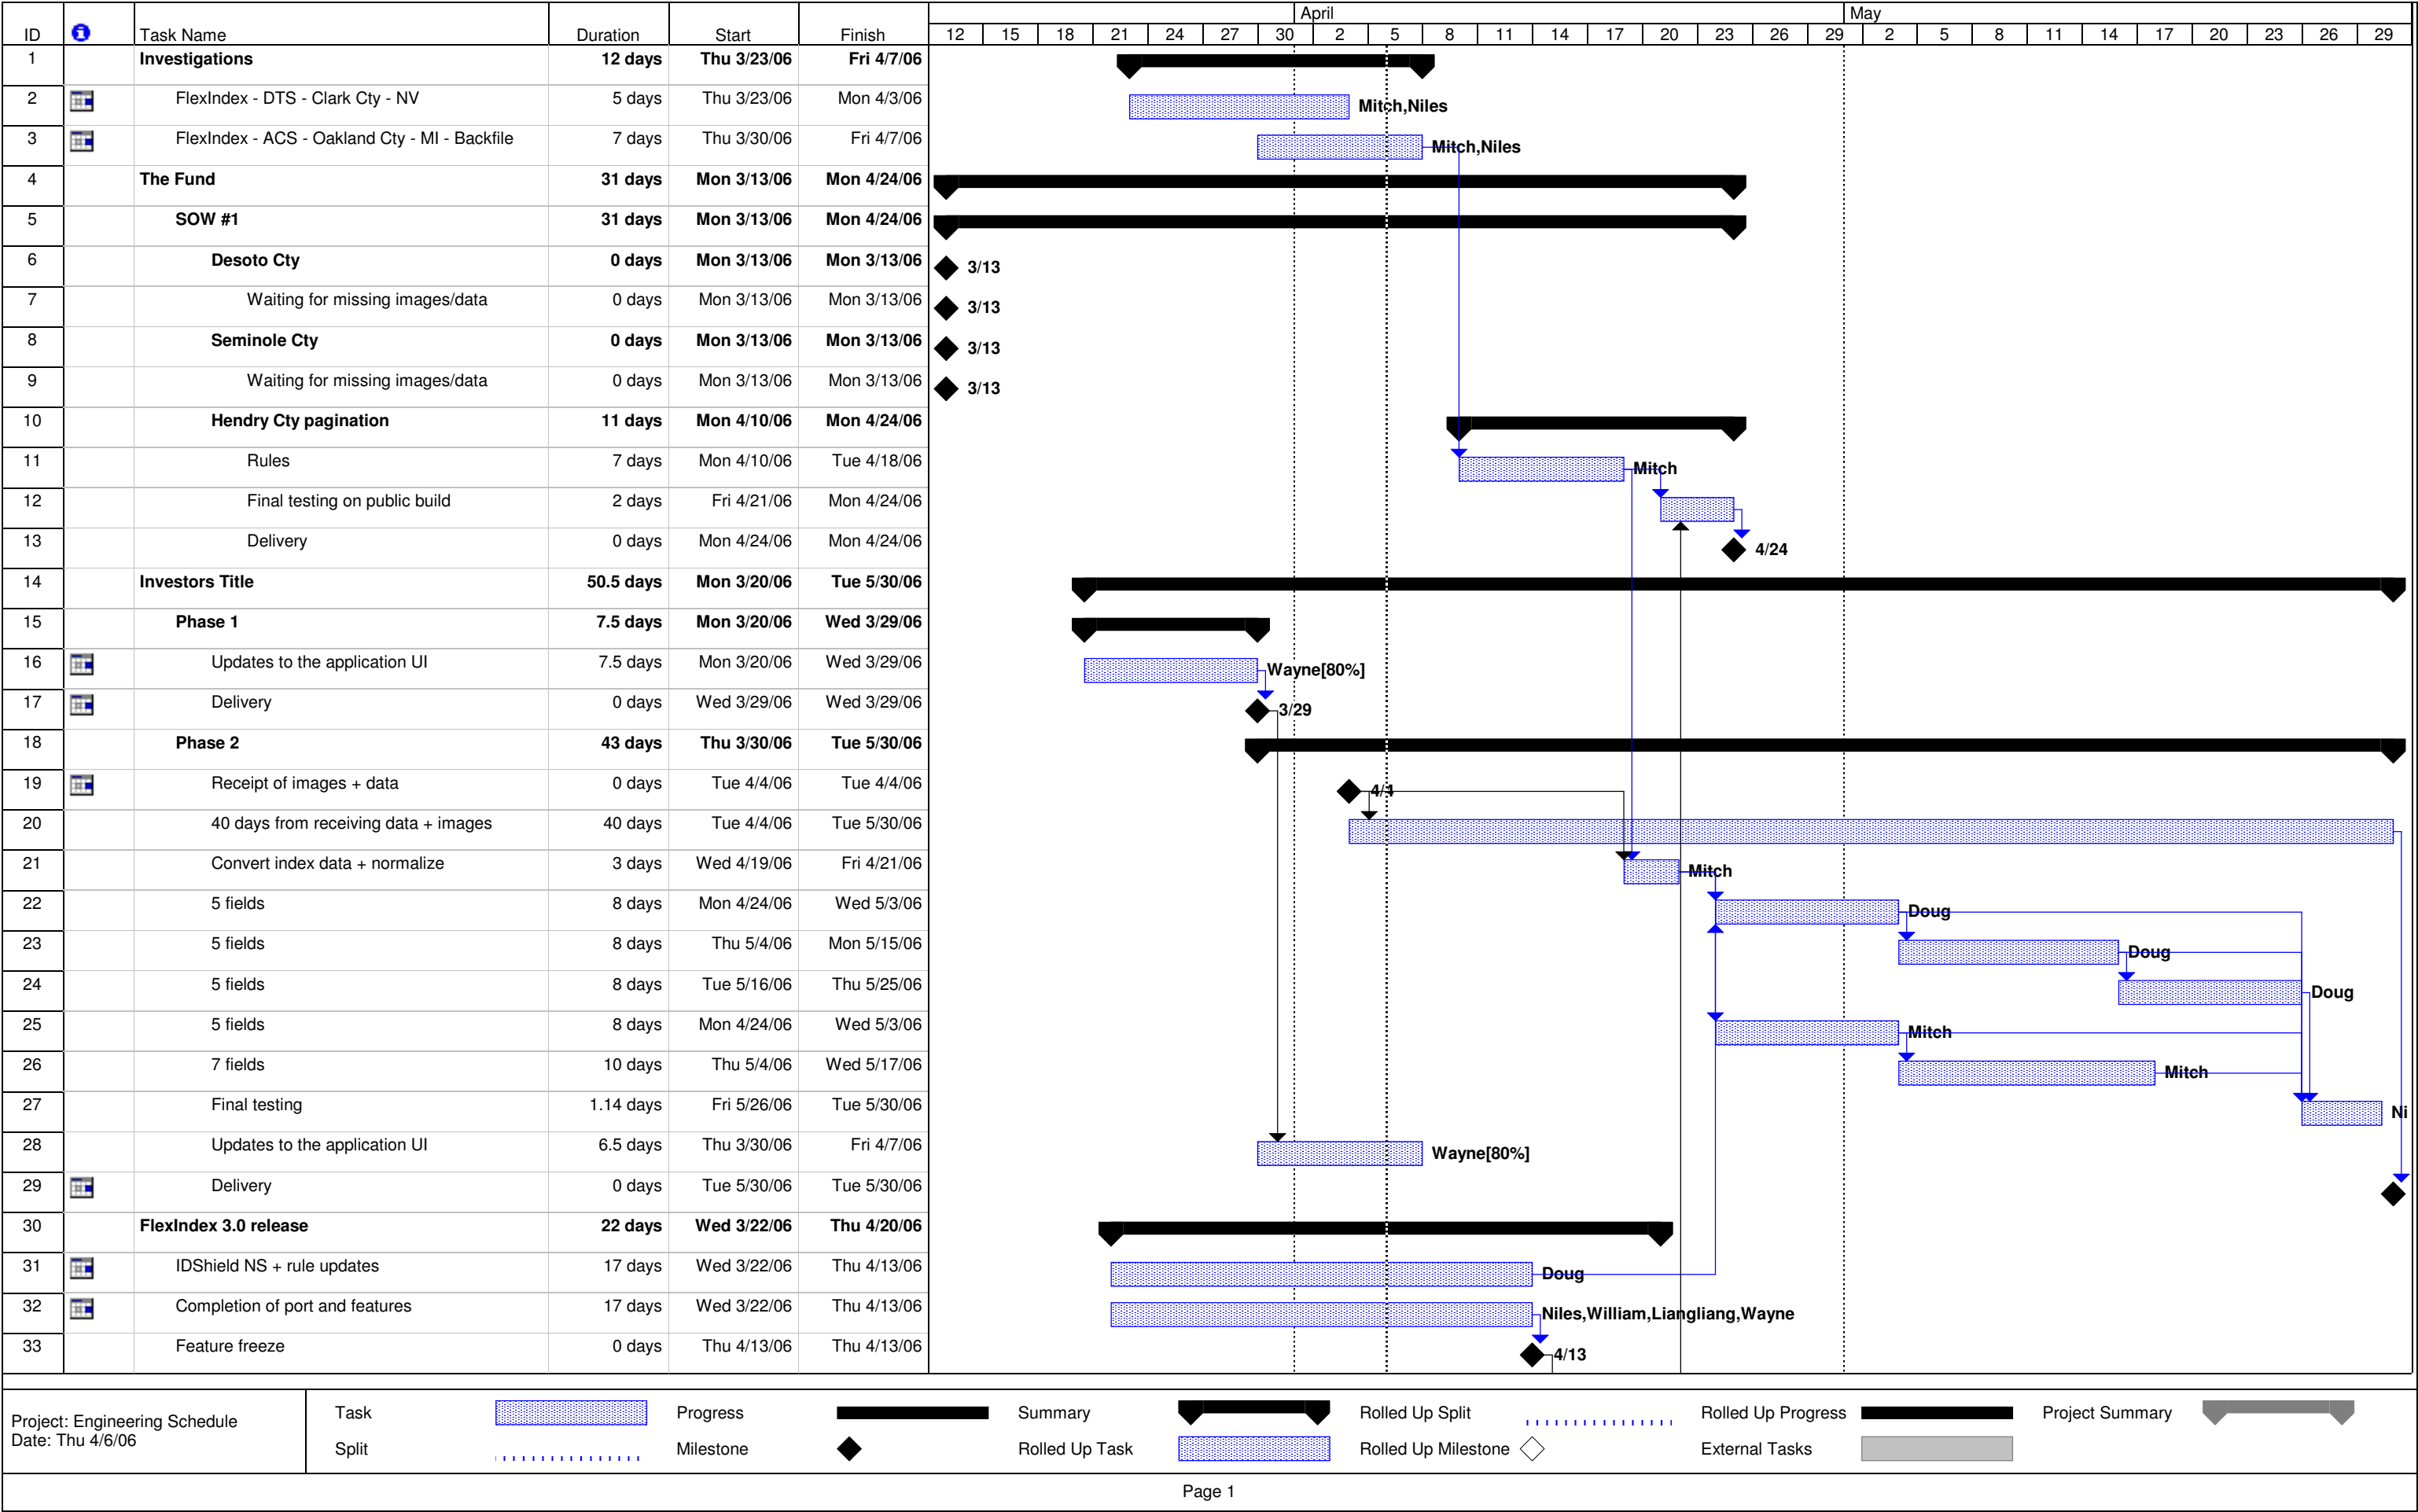 April May
ID Task Name Duration Start Finish 12 15 18 21 24 27 30 2 5 8 11 14 17 20 23 26 29 2 5 8 11 14 17 20 23 26 29
1 Investigations 12 days Thu 3/23/06 Fri 4/7/06
2 FlexIndex - DTS - Clark Cty - NV 5 days Thu 3/23/06 Mon 4/3/06 Mitch,Niles
3 FlexIndex - ACS - Oakland Cty - MI - Backfile 7 days Thu 3/30/06 Fri 4/7/06 Mitch,Niles
4 The Fund 31 days Mon 3/13/06 Mon 4/24/06
5 SOW #1 31 days Mon 3/13/06 Mon 4/24/06
6 Desoto Cty 0 days Mon 3/13/06 Mon 3/13/06 3/13
7 Waiting for missing images/data 0 days Mon 3/13/06 Mon 3/13/06 3/13
8 Seminole Cty 0 days Mon 3/13/06 Mon 3/13/06 3/13
9 Waiting for missing images/data 0 days Mon 3/13/06 Mon 3/13/06 3/13
10 Hendry Cty pagination 11 days Mon 4/10/06 Mon 4/24/06
11 Rules 7 days Mon 4/10/06 Tue 4/18/06 Mitch
12 Final testing on public build 2 days Fri 4/21/06 Mon 4/24/06
13 Delivery 0 days Mon 4/24/06 Mon 4/24/06 4/24
14 Investors Title 50.5 days Mon 3/20/06 Tue 5/30/06
15 Phase 1 7.5 days Mon 3/20/06 Wed 3/29/06
16 Updates to the application UI 7.5 days Mon 3/20/06 Wed 3/29/06 Wayne[80%]
17 Delivery 0 days Wed 3/29/06 Wed 3/29/06 3/29
18 Phase 2 43 days Thu 3/30/06 Tue 5/30/06
19 Receipt of images + data 0 days Tue 4/4/06 Tue 4/4/06 4/4
20 40 days from receiving data + images 40 days Tue 4/4/06 Tue 5/30/06
21 Convert index data + normalize 3 days Wed 4/19/06 Fri 4/21/06 Mitch
22 5 fields 8 days Mon 4/24/06 Wed 5/3/06 Doug
23 5 fields 8 days Thu 5/4/06 Mon 5/15/06 Doug
24 5 fields 8 days Tue 5/16/06 Thu 5/25/06 Doug
25 5 fields 8 days Mon 4/24/06 Wed 5/3/06 Mitch
26 7 fields 10 days Thu 5/4/06 Wed 5/17/06 Mitch
27 Final testing 1.14 days Fri 5/26/06 Tue 5/30/06 Ni
28 Updates to the application UI 6.5 days Thu 3/30/06 Fri 4/7/06 Wayne[80%]
29 Delivery 0 days Tue 5/30/06 Tue 5/30/06
30 FlexIndex 3.0 release 22 days Wed 3/22/06 Thu 4/20/06
31 IDShield NS + rule updates 17 days Wed 3/22/06 Thu 4/13/06 Doug
32 Completion of port and features 17 days Wed 3/22/06 Thu 4/13/06 Niles,William,Liangliang,Wayne
33 Feature freeze 0 days Thu 4/13/06 Thu 4/13/06 4/13
Project: Engineering Schedule
Date: Thu 4/6/06
Task Progress Summary Rolled Up Split Rolled Up Progress Project Summary
Split Milestone Rolled Up Task Rolled Up Milestone External Tasks
Page 1